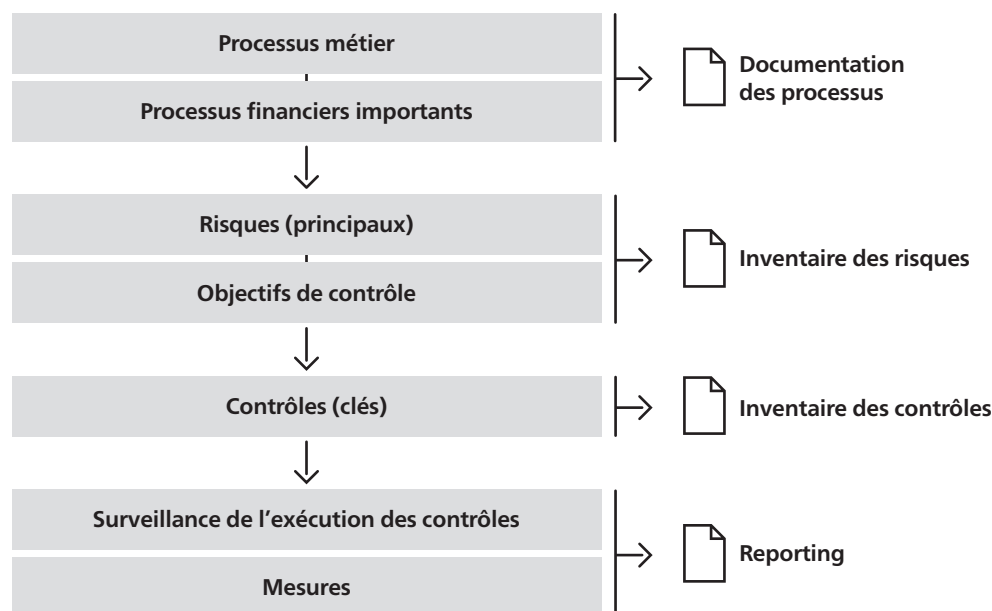 Processus métier
Processus financiers importants
Documentation
des processus
Risques (principaux)
Objectifs de contrôle
Inventaire des risques
Contrôles (clés)
Inventaire des contrôles
Surveillance de l’exécution des contrôles
Mesures
Reporting